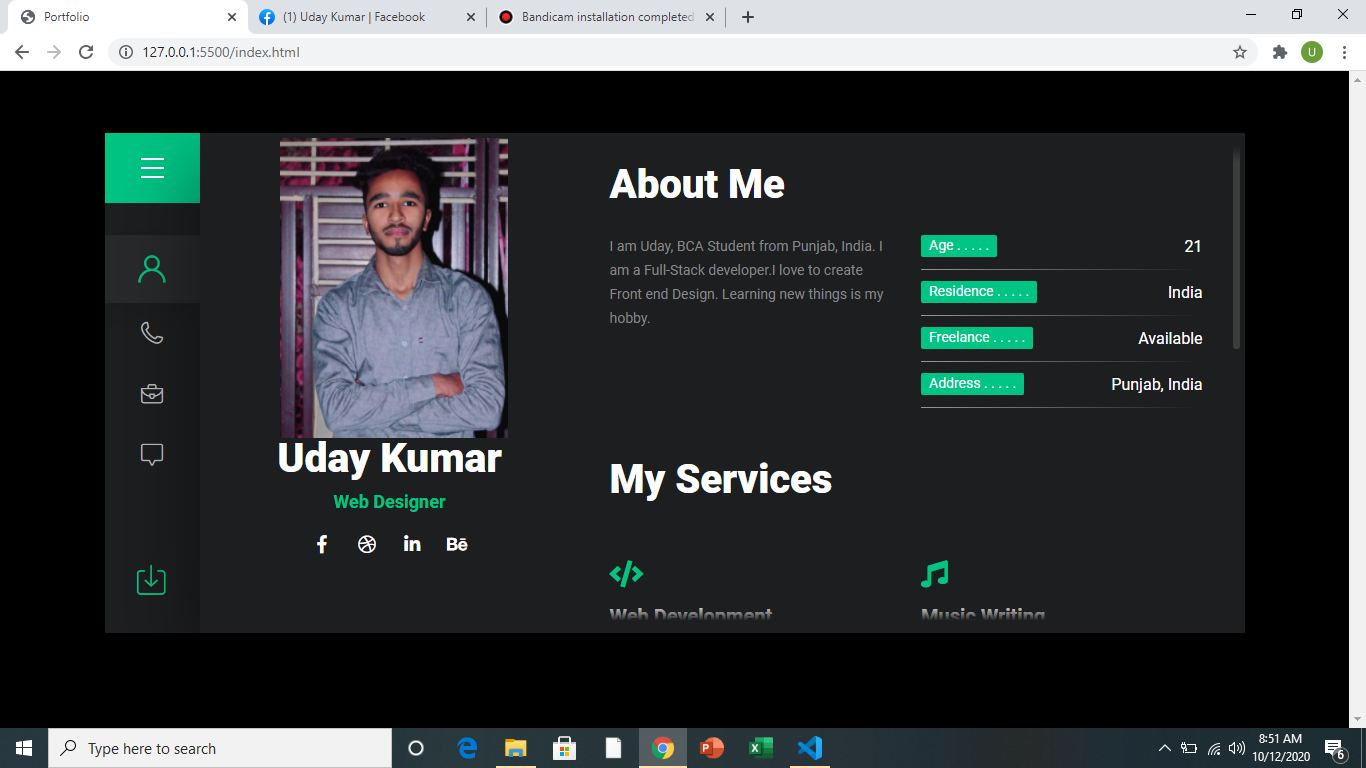 Portfolio
(1) Uday Kumar | Facebook
Bandicam installation completed
127.0.0.1:5500/index.html
U
About Me
I am Uday, BCA Student from Punjab, India. I
am a Full-Stack developer.I love to create
Front end Design. Learning new things is my
hobby.
Age . . . . . 21
Residence . . . . . India
Freelance . . . . . Available
Address . . . . . Punjab, India
Uday Kumar
Web Designer
Bē
My Services
Web Development
Music Writing
Type here to search
8:51 AM
10/12/2020
6